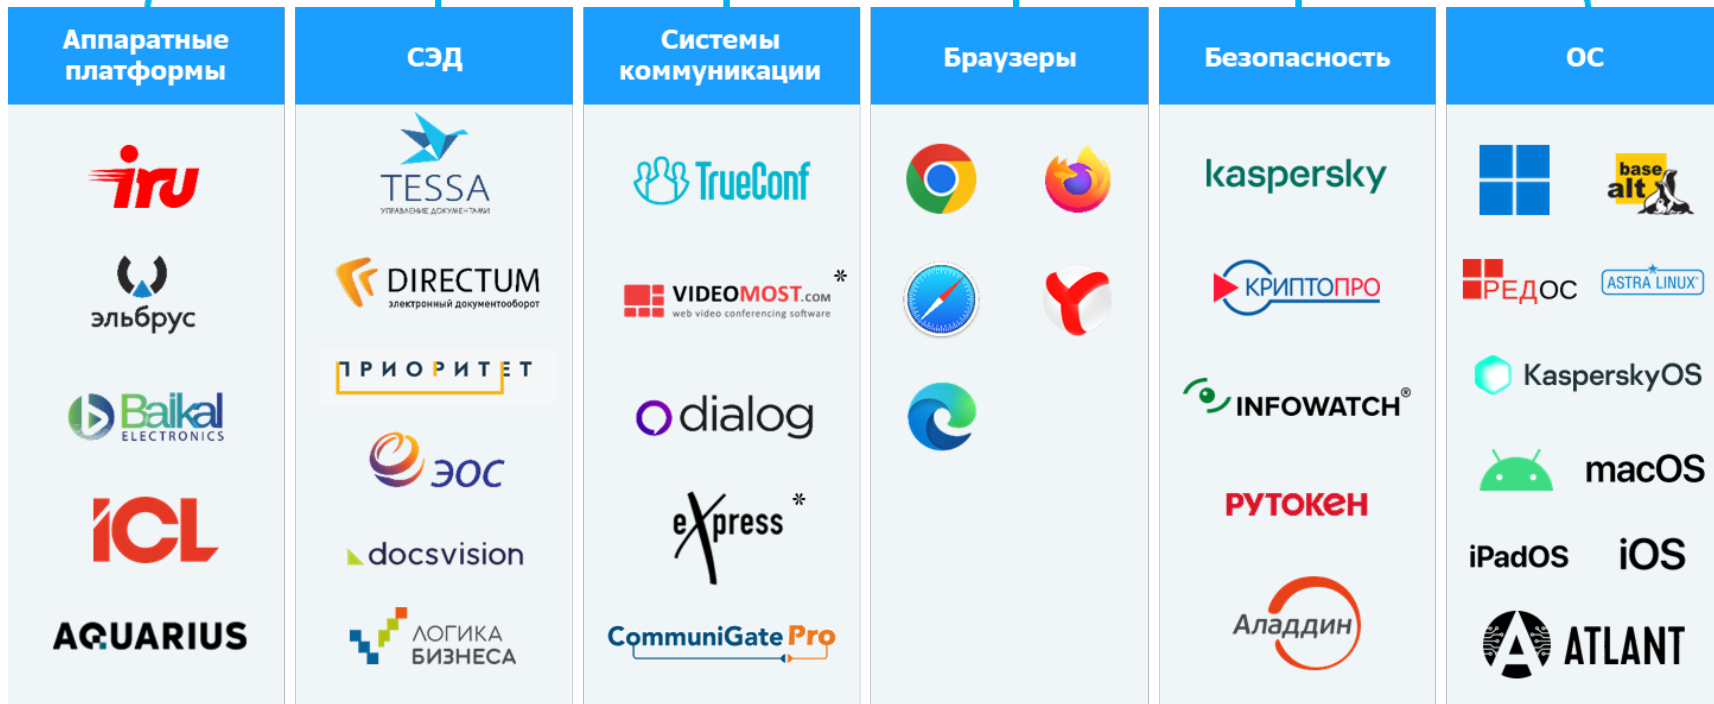 Аппаратные
платформы
iru
эльбрус
Baikal
ELECTRONICS
iCL
AQUARIUS
СЭД
TESSA
УПРАВЛЕНИЕ ДОКУМЕНТАМИ
DIRECTUM
электронный документооборот
ПРИОРИТЕТ
ЭОС
docsvision
ЛОГИКА
БИЗНЕСА
Системы
коммуникации
TrueConf
VIDEOMOST.COM *
web video conferencing software
dialog
eXpress *
CommuniGate Pro
Браузеры
Безопасность
kaspersky
КРИПТОПРО
INFOWATCH®
РУТОКЕН
Аладдин
ОС
base
alt
РЕДОС
ASTRA LINUX®
KasperskyOS
macOS
iPadOS
iOS
ATLANT